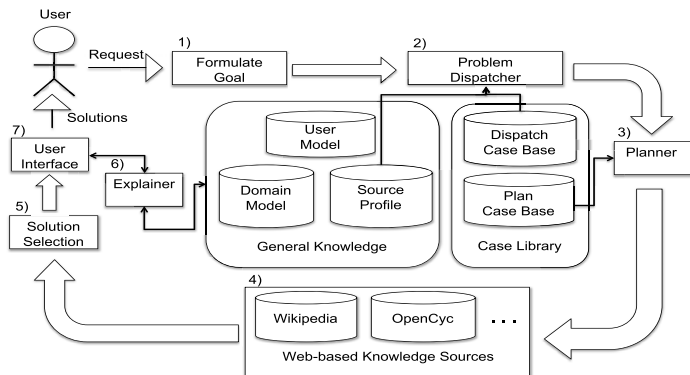 User
Request
1)
Formulate
Goal
2)
Problem
Dispatcher
Solutions
7)
User
Interface
6)
Explainer
User
Model
Domain
Model
Source
Profile
General Knowledge
Dispatch
Case Base
Plan
Case Base
Case Library
3)
Planner
5)
Solution
Selection
4)
Wikipedia
OpenCyc
. . .
Web-based Knowledge Sources